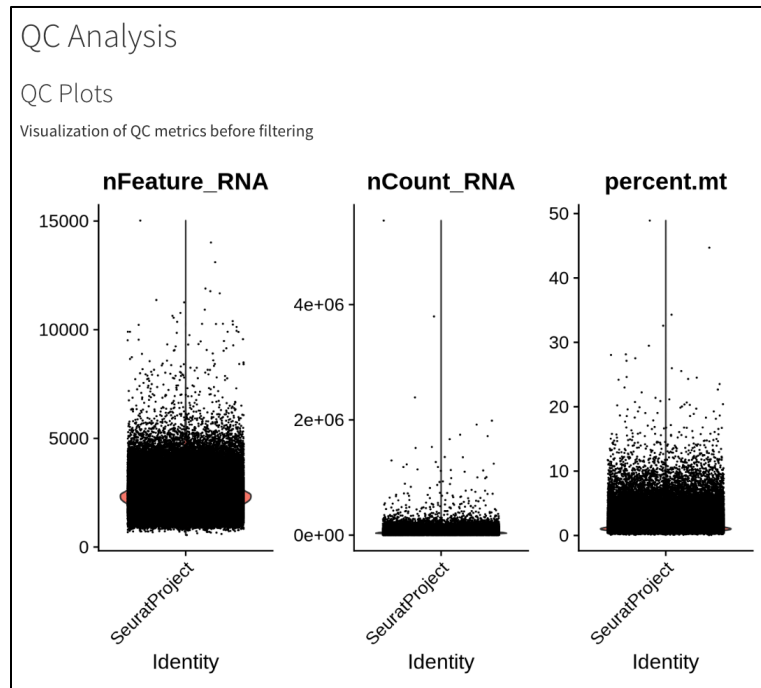 QC Analysis
QC Plots
Visualization of QC metrics before filtering
nFeature_RNA
15000
10000
5000
0
SeuratProject
Identity
nCount_RNA
4e+06
2e+06
0e+00
SeuratProject
Identity
percent.mt
50
40
30
20
10
0
SeuratProject
Identity